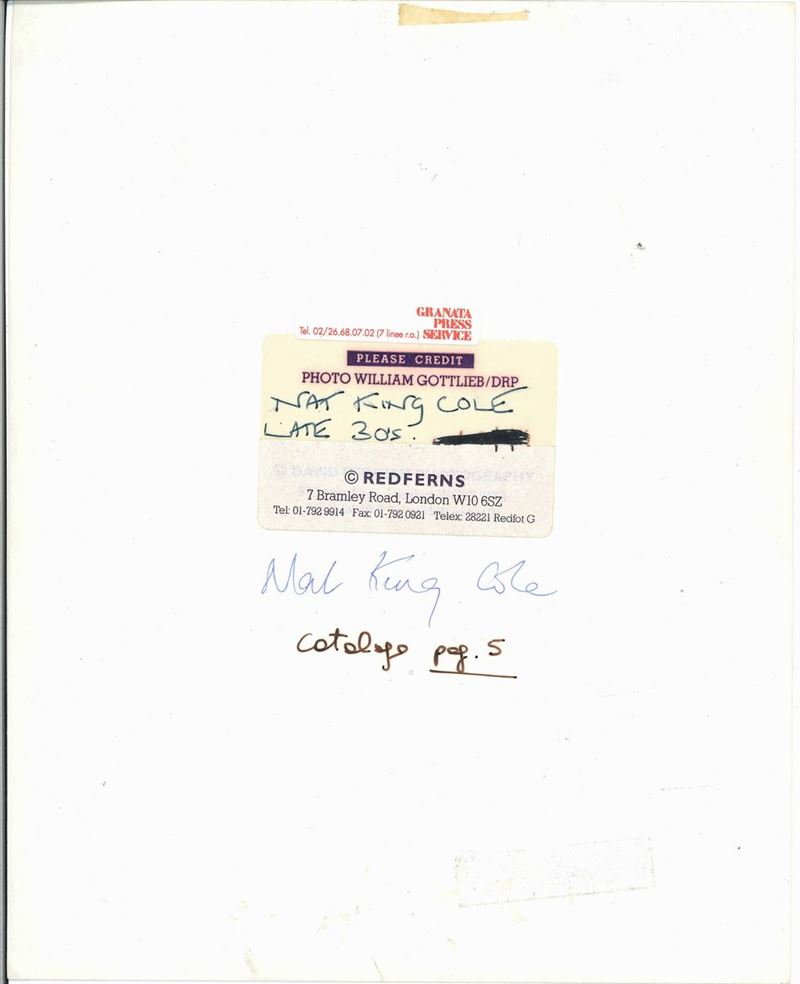 GRANATA
PRESS
Tel. 02/26.68.07.02 (7 linee r.a.) SERVICE
PLEASE CREDIT
PHOTO WILLIAM GOTTLIEB/DRP
NAT KING COLE
LATE 30s.
© REDFERNS
7 Bramley Road, London W10 6SZ
Tel: 01-792 9914 Fax: 01-792 0921 Telex: 28221 Redfot G
Nat King Cole
catalogo pag. 5